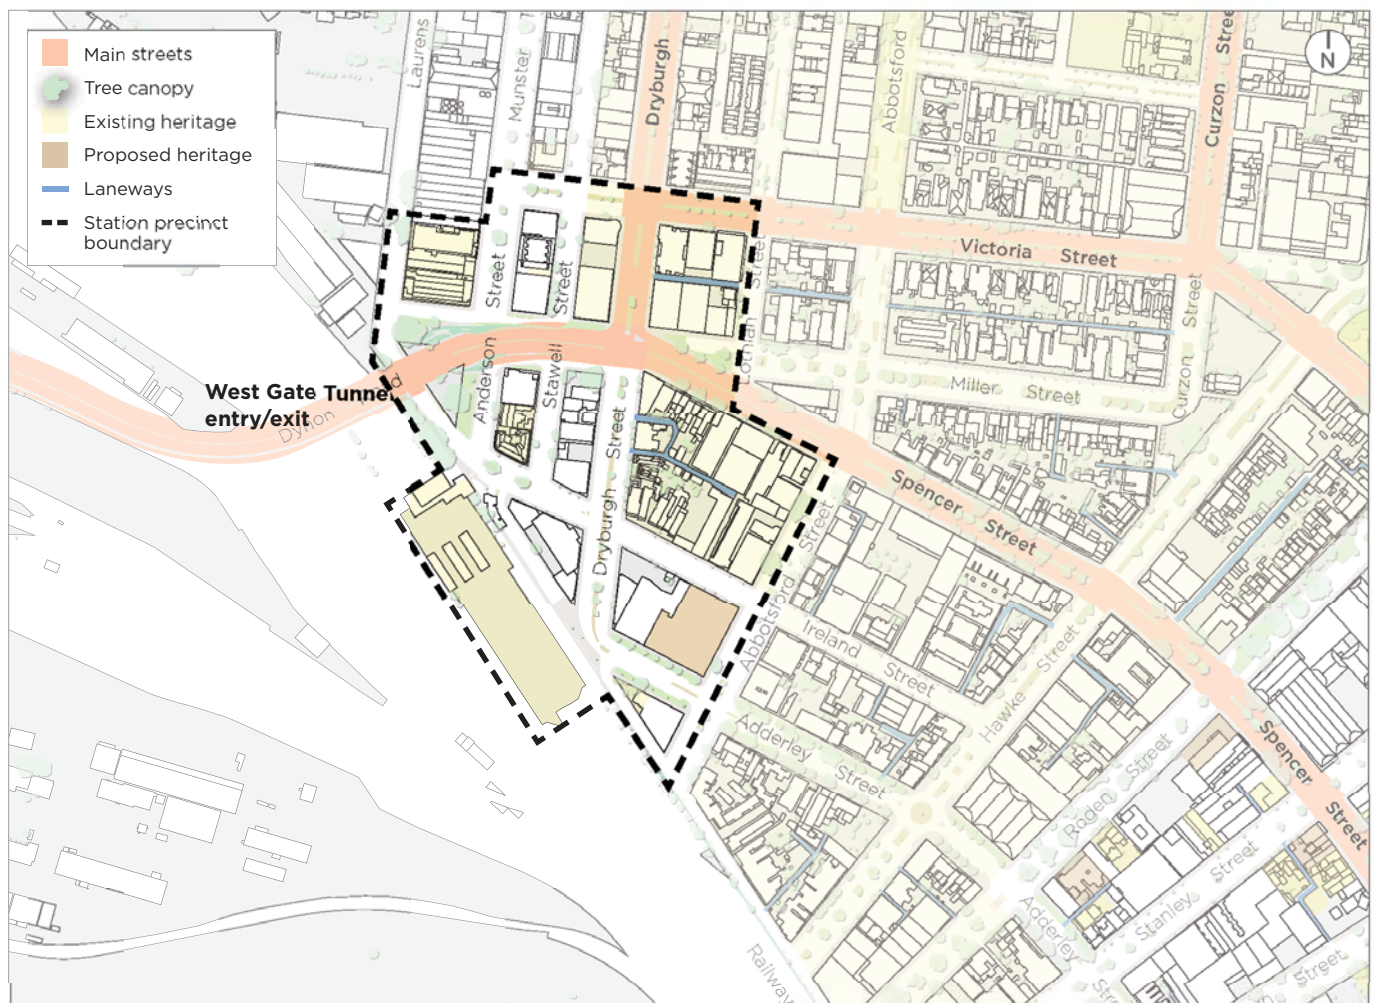 Main streets
Tree canopy
Existing heritage
Proposed heritage
Laneways
Station precinct
boundary
Laurens
Munster
Dryburgh
Abbotsford
Curzon Stree
N
Victoria Street
Street
Street
Lothian Street
Curzon Street
Miller Street
Anderson
Stawell
West Gate Tunnel
entry/exit
Dryburgh Street
Spencer Street
Abbotsford Street
Ireland Street
Hawke Street
Adderley Street
Roden Street
Spencer Street
Stanley Street
Adderley
Street
Railway